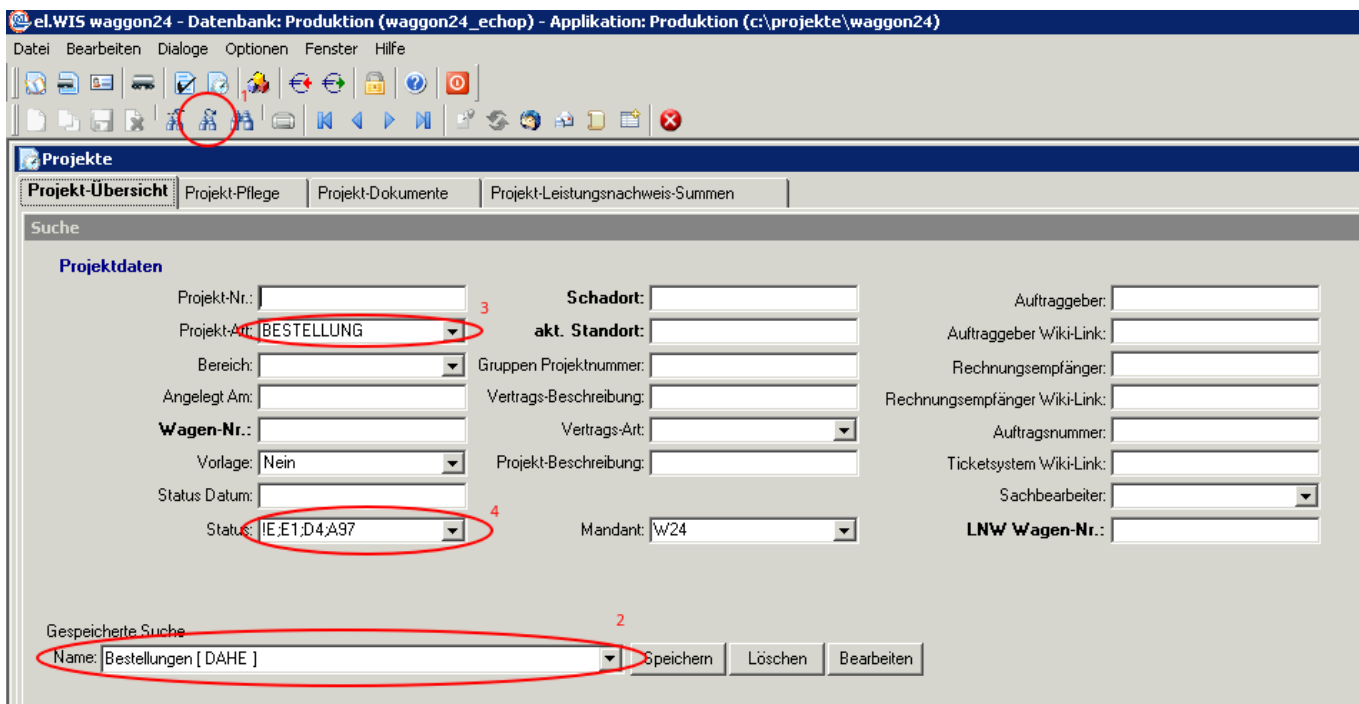 el.WIS waggon24 - Datenbank: Produktion (waggon24_echop) - Applikation: Produktion (c:\projekte\waggon24)
Datei Bearbeiten Dialoge Optionen Fenster Hilfe
1
Projekte
Projekt-Übersicht Projekt-Pflege Projekt-Dokumente Projekt-Leistungsnachweis-Summen
Suche
Projektdaten
Projekt-Nr.: Schadort: Auftraggeber:
3
Projekt-Art: BESTELLUNG akt. Standort: Auftraggeber Wiki-Link:
Bereich: Gruppen Projektnummer: Rechnungsempfänger:
Angelegt Am: Vertrags-Beschreibung: Rechnungsempfänger Wiki-Link:
Wagen-Nr.: Vertrags-Art: Auftragsnummer:
Vorlage: Nein Projekt-Beschreibung: Ticketsystem Wiki-Link:
Status Datum: Sachbearbeiter:
4
Status: !E;E1;D4;A97 Mandant: W24 LNW Wagen-Nr.:
2
Gespeicherte Suche
Name: Bestellungen [ DAHE ] Speichern Löschen Bearbeiten